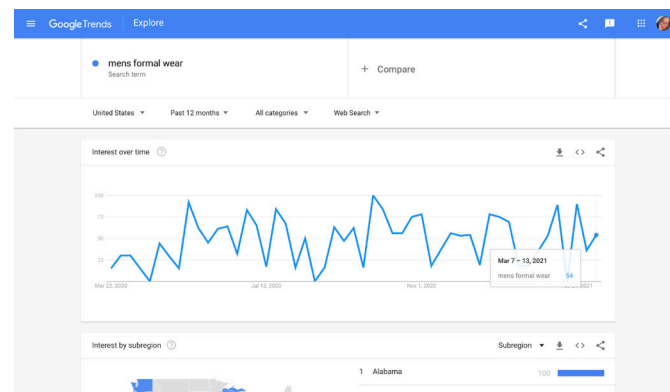 GoogleTrends Explore
mens formal wear
Search term
+ Compare
United States Past 12 months All categories Web Search
Interest over time
100
75
50
25
Mar 7 – 13, 2021
mens formal wear 54
Mar 22, 2020 Jul 12, 2020 Nov 1, 2020 2021
Interest by subregion Subregion
1 Alabama 100